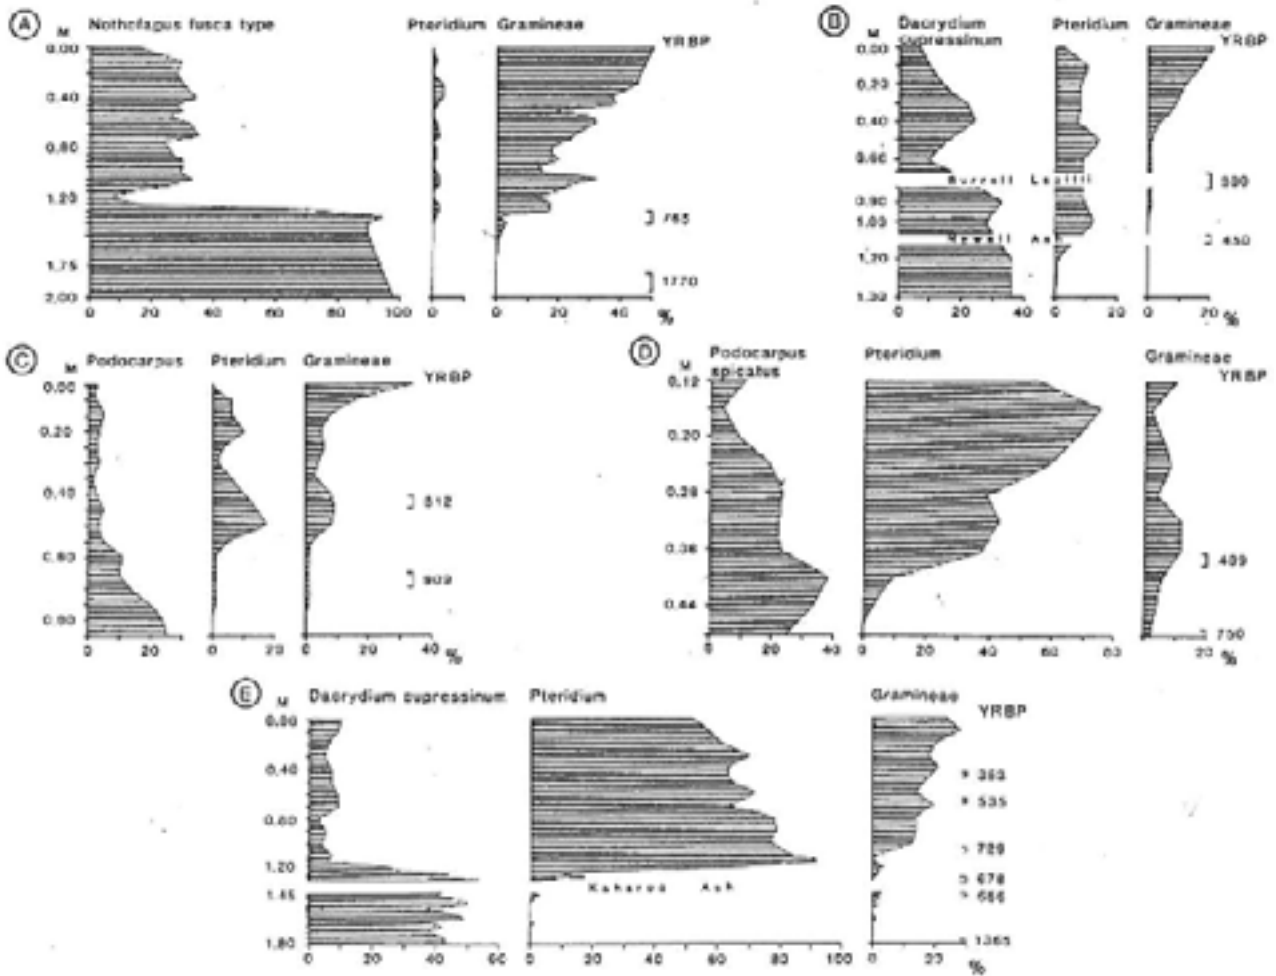 A
M
Nothofagus fusca type
Pteridium
Gramineae
YRBP
0.00
0.40
0.80
1.20
1.75
2.00
765
1770
0 20 40 60 80 100
0
0 20 40 %
B
M
Dacrydium
cupressinum
Pteridium
Gramineae
YRBP
0.00
0.20
0.40
0.60
Burrell Lapilli
0.90
1.00
Newall Ash
1.20
1.30
450
0 20 40
0 20
0 20 %
C
M
Podocarpus
Pteridium
Gramineae
YRBP
0.00
0.20
0.40
0.60
0.80
0 20
0 20
0 40 %
D
M
Podocarpus
spicatus
Pteridium
Gramineae
YRBP
0.12
0.20
0.28
0.36
0.44
750
0 20 40
0 20 40 60 80
0 20 %
E
M
Dacrydium cupressinum
Pteridium
Gramineae
YRBP
0.00
0.40
0.80
1.20
1.45
1.80
Kaharoa Ash
535
0 20 40 60
0 20 40 60 80 100
0 %